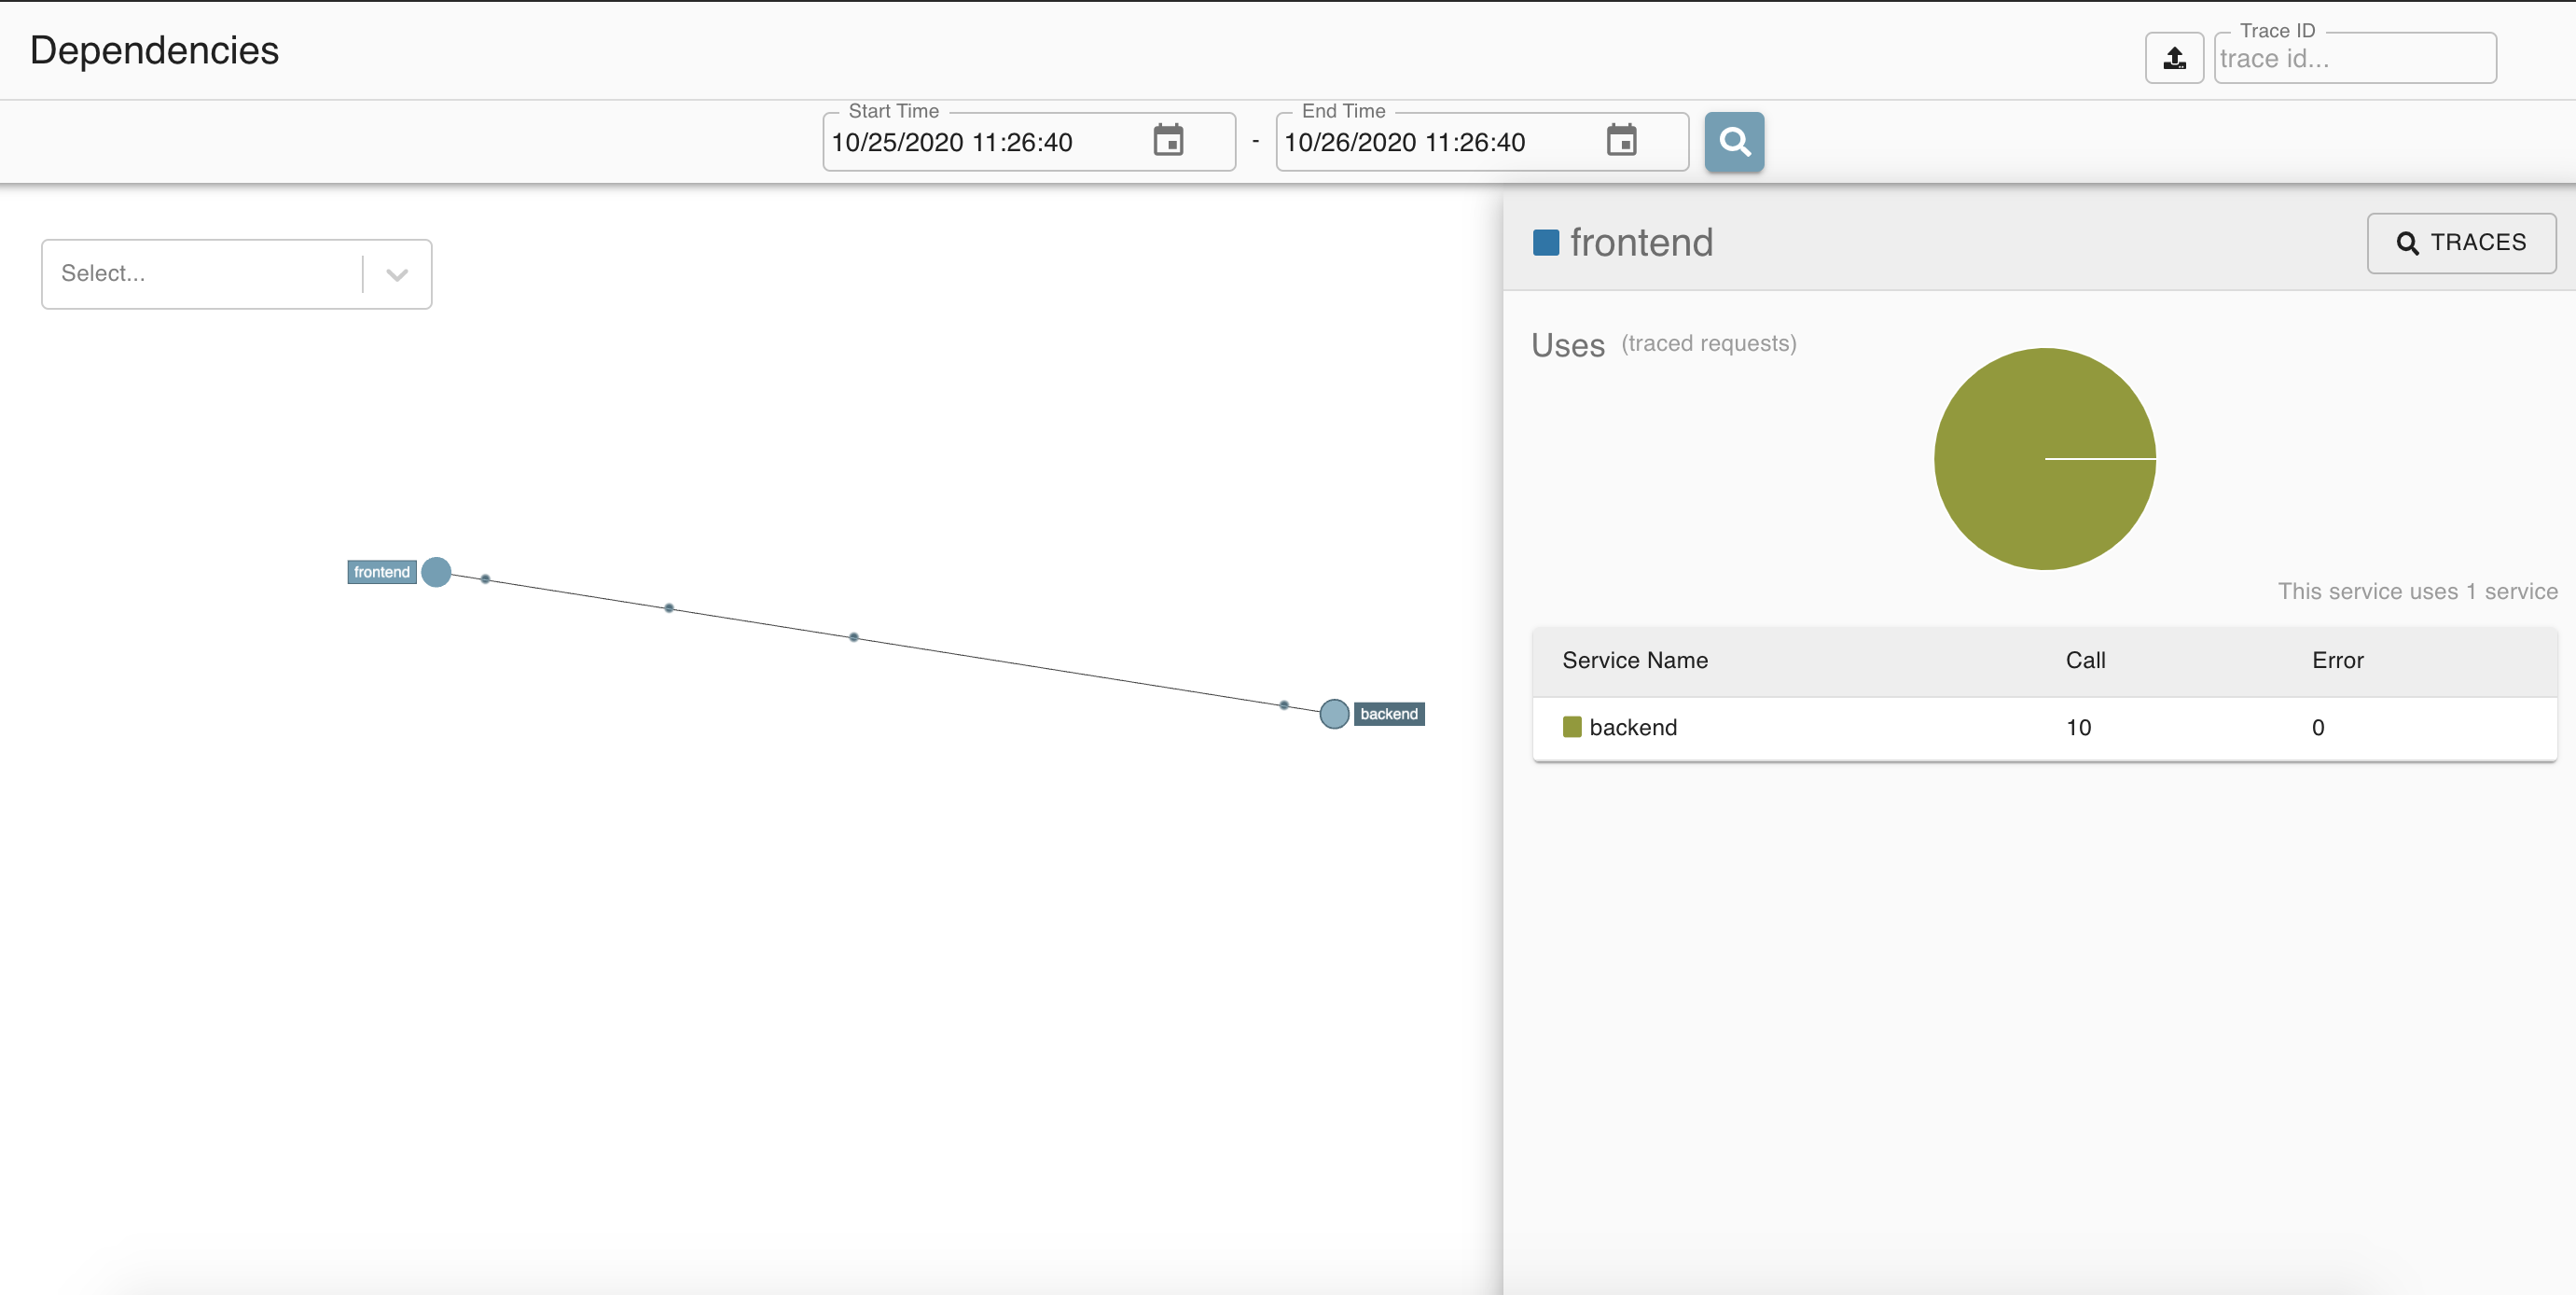 Dependencies
Trace ID
trace id...
Start Time
10/25/2020 11:26:40
-
End Time
10/26/2020 11:26:40
Select...
frontend
backend
frontend
TRACES
Uses (traced requests)
This service uses 1 service
Service Name Call Error
backend 10 0